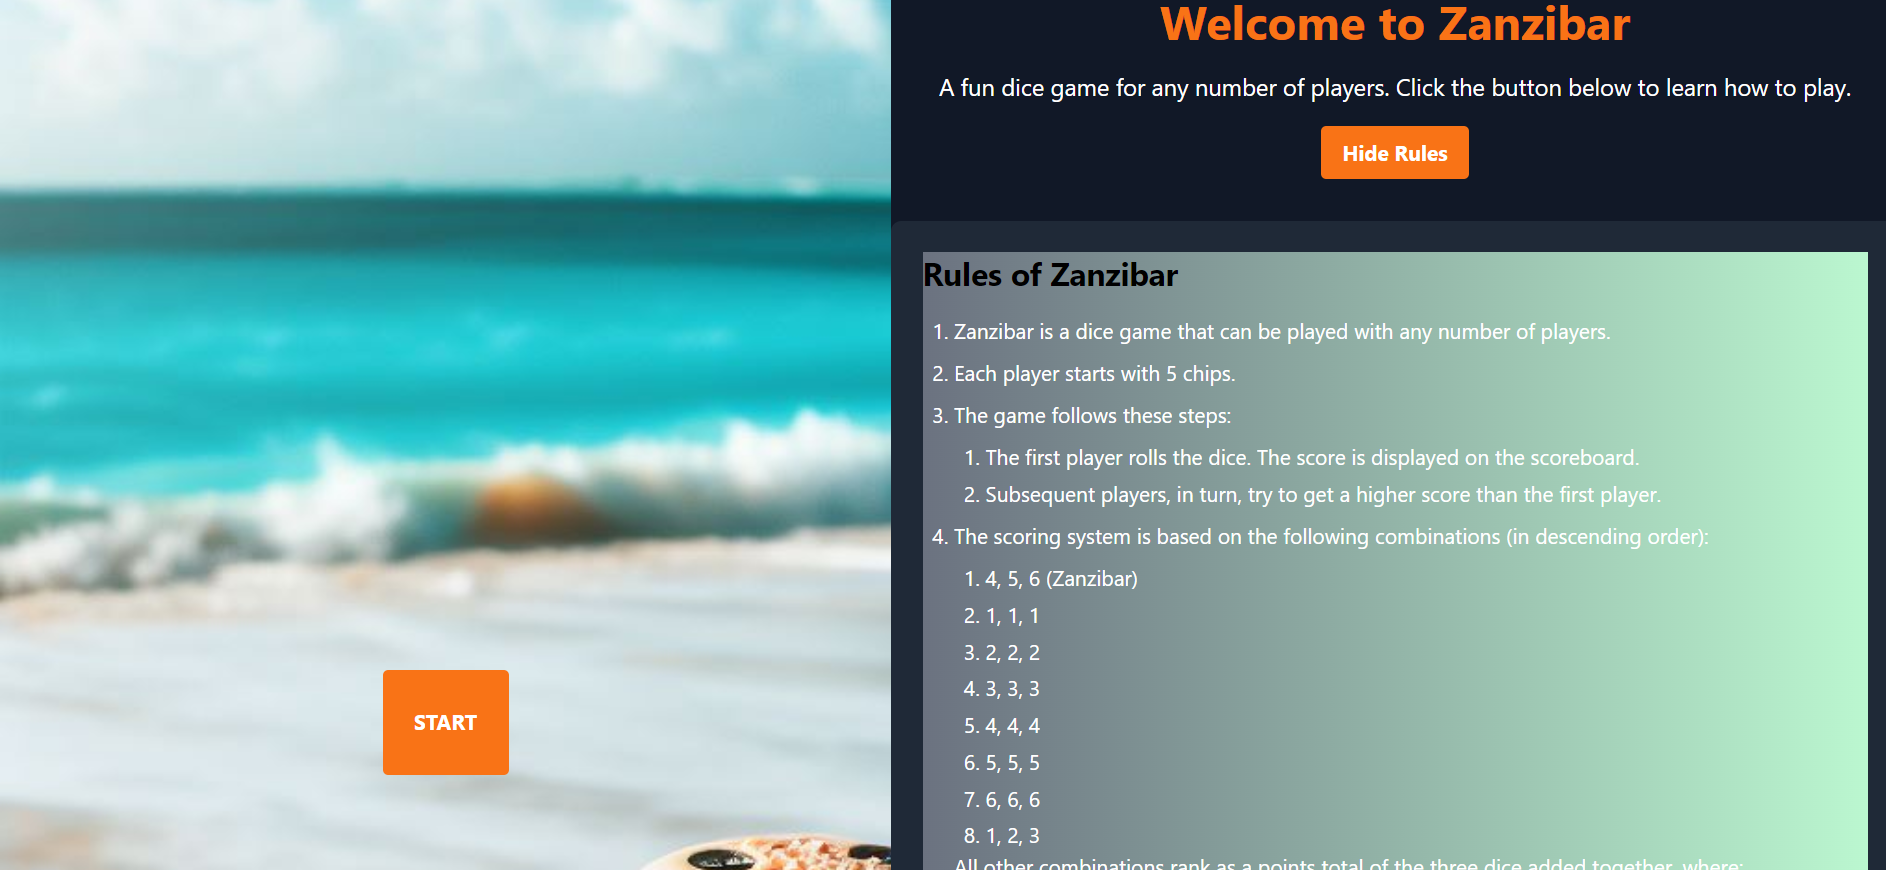 Welcome to Zanzibar
A fun dice game for any number of players. Click the button below to learn how to play.
Hide Rules
Rules of Zanzibar
1. Zanzibar is a dice game that can be played with any number of players.
2. Each player starts with 5 chips.
3. The game follows these steps:
1. The first player rolls the dice. The score is displayed on the scoreboard.
2. Subsequent players, in turn, try to get a higher score than the first player.
4. The scoring system is based on the following combinations (in descending order):
1. 4, 5, 6 (Zanzibar)
2. 1, 1, 1
3. 2, 2, 2
4. 3, 3, 3
5. 4, 4, 4
6. 5, 5, 5
7. 6, 6, 6
8. 1, 2, 3
All other combinations rank as a points total of the three dice added together, where:
START